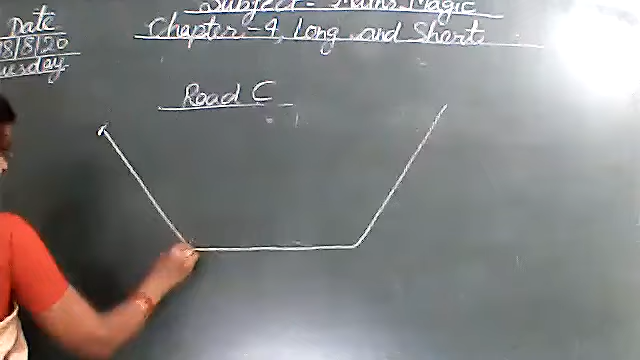 Subject - Maths Magic
Chapter-4, Long and Short
Date
18/8/20
Tuesday
Road C